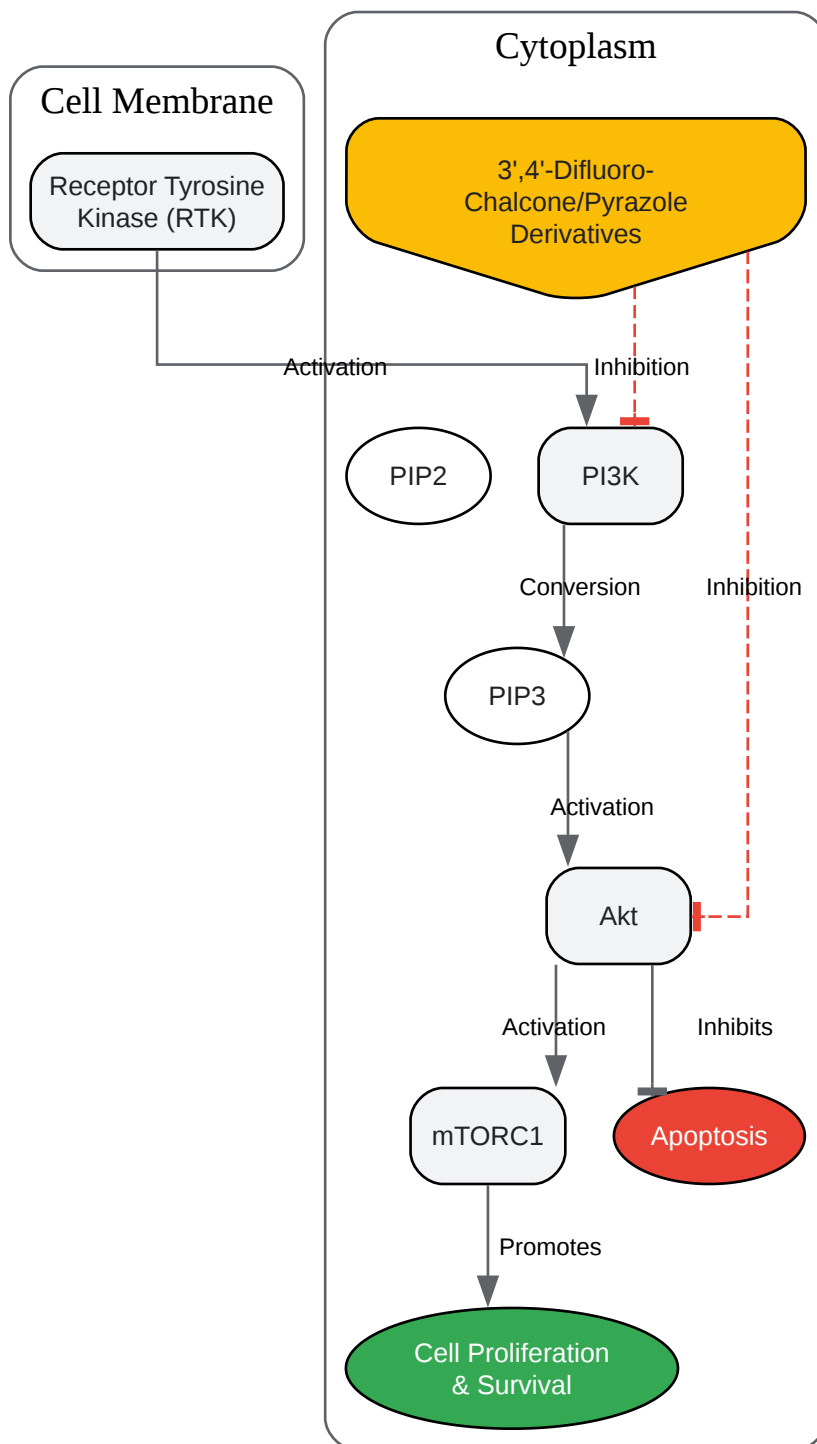 Cytoplasm
Cell Membrane
3',4'-Difluoro-
Chalcone/Pyrazole
Derivatives
Receptor Tyrosine
Kinase (RTK)
Activation
Inhibition
PIP2
PI3K
Conversion
Inhibition
PIP3
Activation
Akt
Activation
Inhibits
mTORC1
Apoptosis
Promotes
Cell Proliferation
& Survival